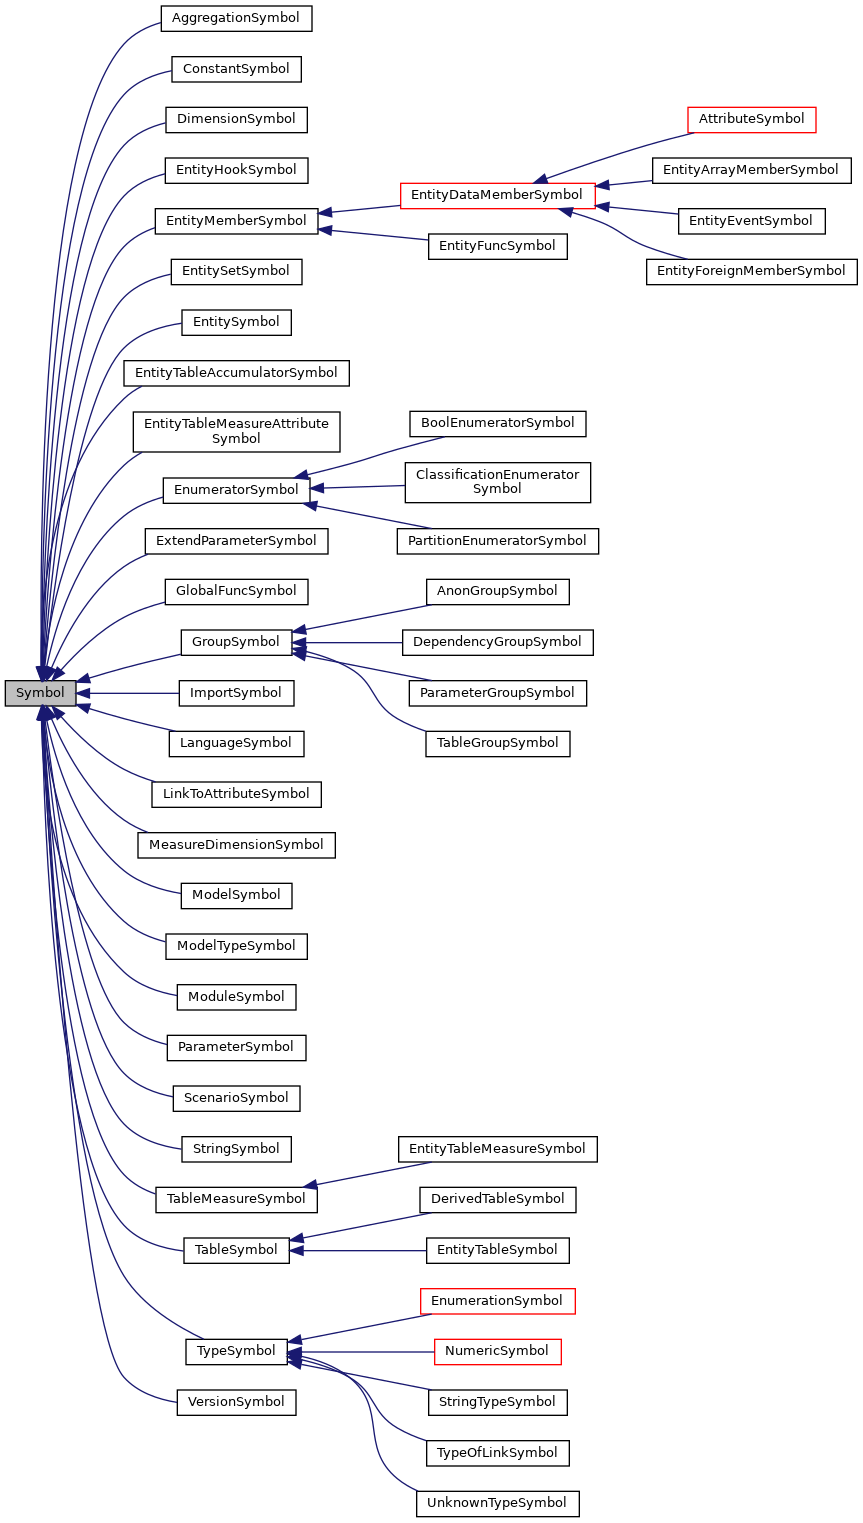 AggregationSymbol
ConstantSymbol
DimensionSymbol
AttributeSymbol
EntityHookSymbol
EntityArrayMemberSymbol
EntityDataMemberSymbol
EntityMemberSymbol
EntityEventSymbol
EntityFuncSymbol
EntitySetSymbol
EntityForeignMemberSymbol
EntitySymbol
EntityTableAccumulatorSymbol
EntityTableMeasureAttribute
Symbol
BoolEnumeratorSymbol
ClassificationEnumerator
Symbol
EnumeratorSymbol
ExtendParameterSymbol
PartitionEnumeratorSymbol
GlobalFuncSymbol
AnonGroupSymbol
GroupSymbol
DependencyGroupSymbol
Symbol
ImportSymbol
ParameterGroupSymbol
LanguageSymbol
TableGroupSymbol
LinkToAttributeSymbol
MeasureDimensionSymbol
ModelSymbol
ModelTypeSymbol
ModuleSymbol
ParameterSymbol
ScenarioSymbol
StringSymbol
EntityTableMeasureSymbol
TableMeasureSymbol
DerivedTableSymbol
TableSymbol
EntityTableSymbol
EnumerationSymbol
TypeSymbol
NumericSymbol
VersionSymbol
StringTypeSymbol
TypeOfLinkSymbol
UnknownTypeSymbol